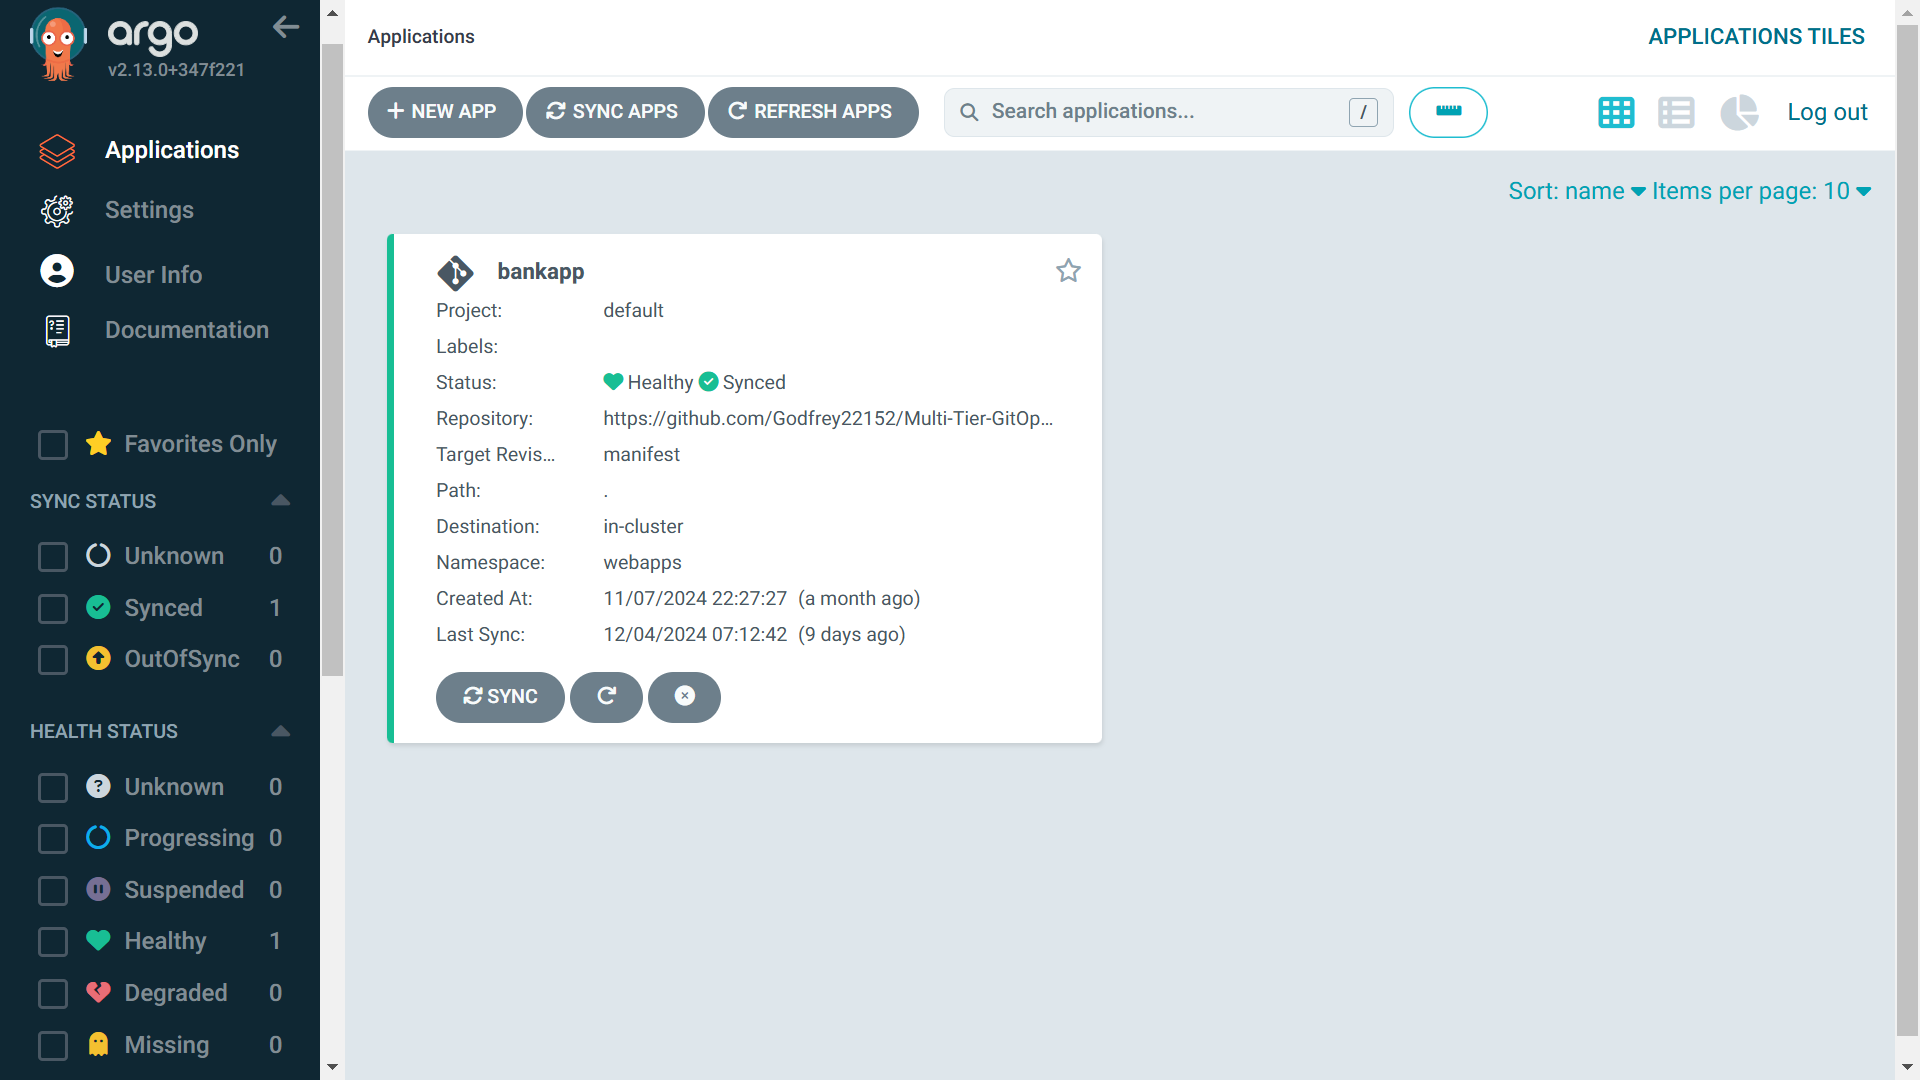 argo
v2.13.0+347f221
Applications
Settings
User Info
Documentation
Favorites Only
SYNC STATUS
Unknown 0
Synced 1
OutOfSync 0
HEALTH STATUS
Unknown 0
Progressing 0
Suspended 0
Healthy 1
Degraded 0
Missing 0
Applications
APPLICATIONS TILES
NEW APP SYNC APPS REFRESH APPS Search applications... / Log out
Sort: name Items per page: 10
bankapp
Project: default
Labels:
Status: Healthy Synced
Repository: https://github.com/Godfrey22152/Multi-Tier-GitOp...
Target Revis... manifest
Path: .
Destination: in-cluster
Namespace: webapps
Created At: 11/07/2024 22:27:27 (a month ago)
Last Sync: 12/04/2024 07:12:42 (9 days ago)
SYNC